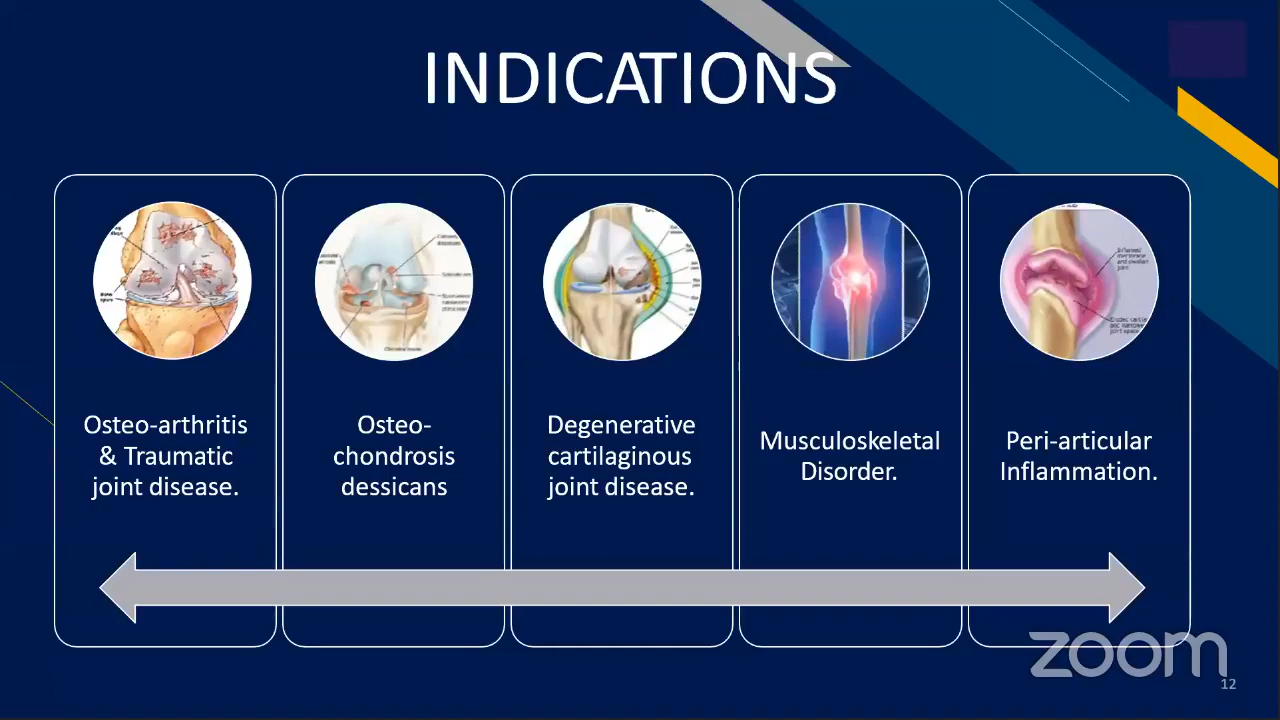 INDICATIONS
Osteo-arthritis
& Traumatic
joint disease.
Osteo-
chondrosis
dessicans
Degenerative
cartilaginous
joint disease.
Musculoskeletal
Disorder.
Peri-articular
Inflammation.
zoom
12